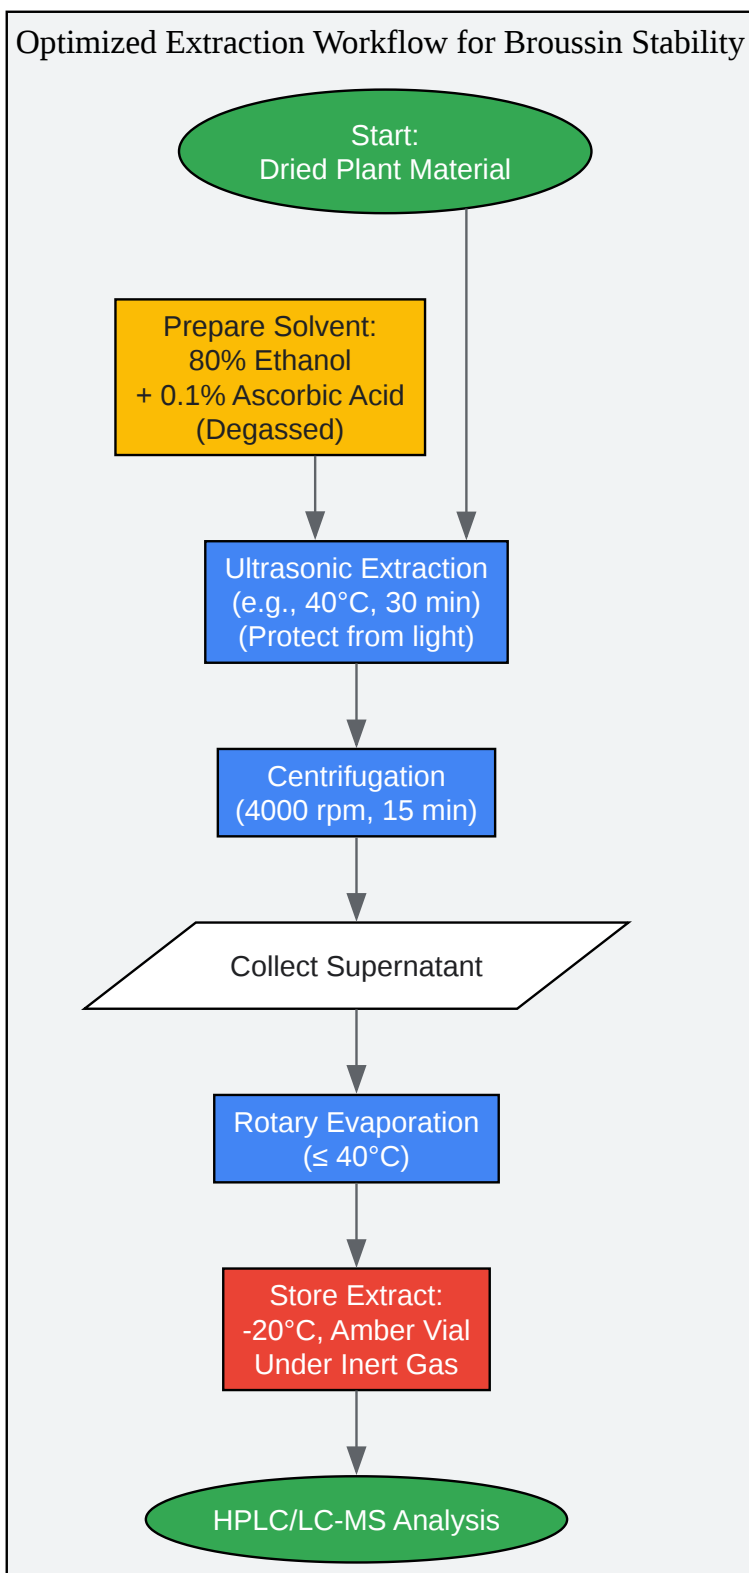 Optimized Extraction Workflow for Broussin Stability
Start:
Dried Plant Material
Prepare Solvent:
80% Ethanol
+ 0.1% Ascorbic Acid
(Degassed)
Ultrasonic Extraction
(e.g., 40°C, 30 min)
(Protect from light)
Centrifugation
(4000 rpm, 15 min)
Collect Supernatant
Rotary Evaporation
(≤ 40°C)
Store Extract:
-20°C, Amber Vial
Under Inert Gas
HPLC/LC-MS Analysis